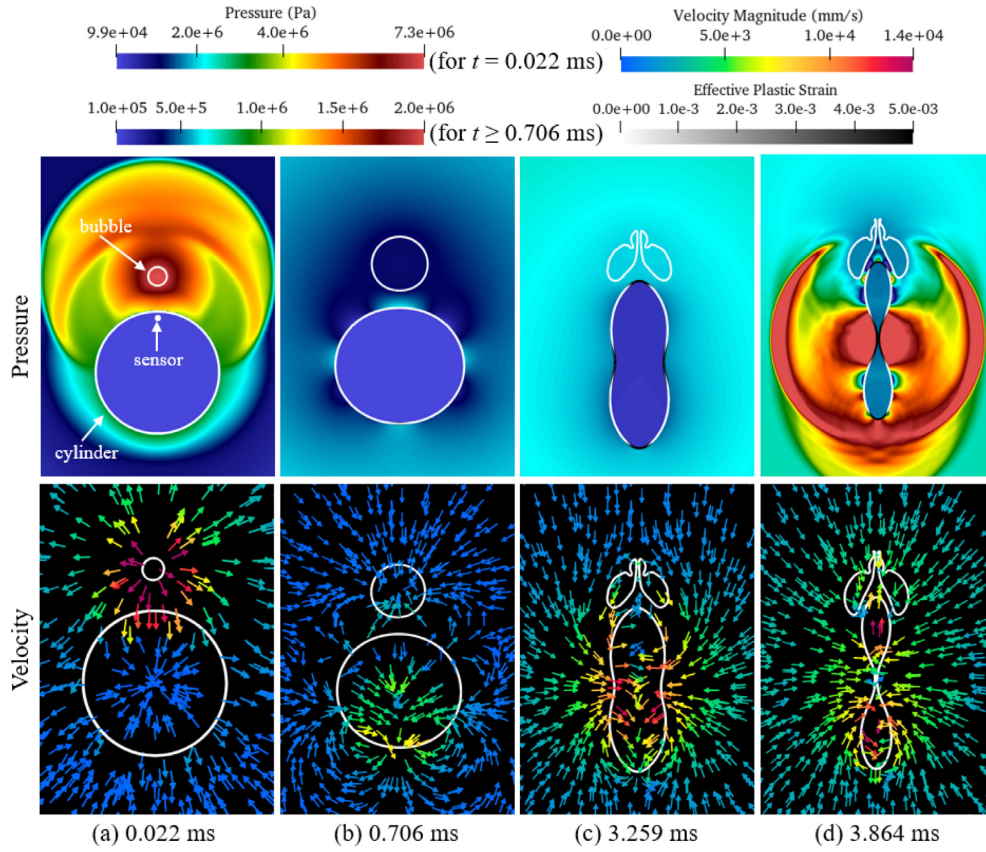 Pressure (Pa)
9.9e+04 2.0e+6 4.0e+6 7.3e+06
(for t = 0.022 ms)
Velocity Magnitude (mm/s)
0.0e+00 5.0e+3 1.0e+4 1.4e+04
1.0e+05 5.0e+5 1.0e+6 1.5e+6 2.0e+6
(for t ≥ 0.706 ms)
Effective Plastic Strain
0.0e+00 1.0e-3 2.0e-3 3.0e-3 4.0e-3 5.0e-03
Pressure
bubble
sensor
cylinder
Velocity
(a) 0.022 ms (b) 0.706 ms (c) 3.259 ms (d) 3.864 ms